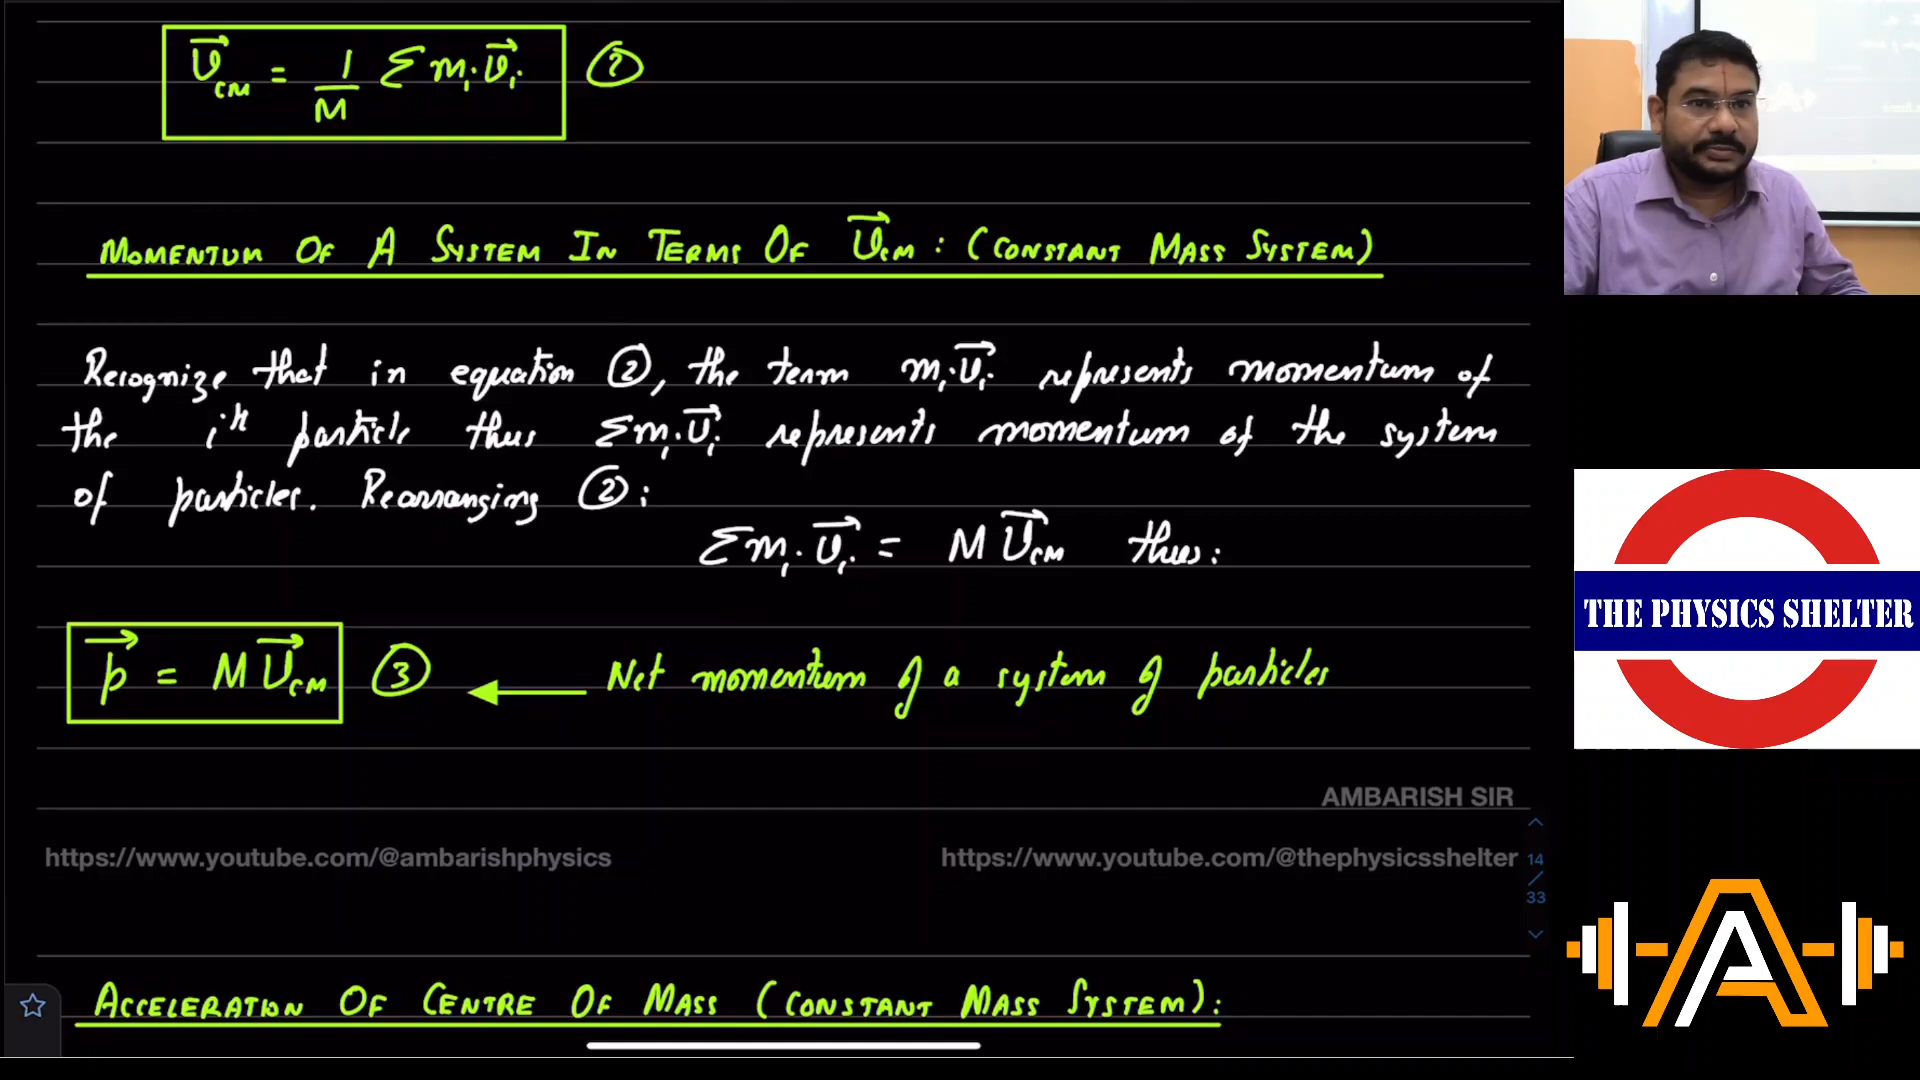 v⃗cm = 1/M Σ mᵢ v⃗ᵢ ②
MOMENTUM OF A SYSTEM IN TERMS OF v⃗cm : (CONSTANT MASS SYSTEM)
Recognize that in equation ②, the term mᵢ v⃗ᵢ represents momentum of
the iᵗʰ particle thus Σmᵢ v⃗ᵢ represents momentum of the system
of particles. Rearranging ② :
Σmᵢ v⃗ᵢ = M v⃗cm thus :
p⃗ = M v⃗cm ③ ← Net momentum of a system of particles
THE PHYSICS SHELTER
AMBARISH SIR
https://www.youtube.com/@ambarishphysics https://www.youtube.com/@thephysicsshelter
14
/
33
A
ACCELERATION OF CENTRE OF MASS (CONSTANT MASS SYSTEM) :